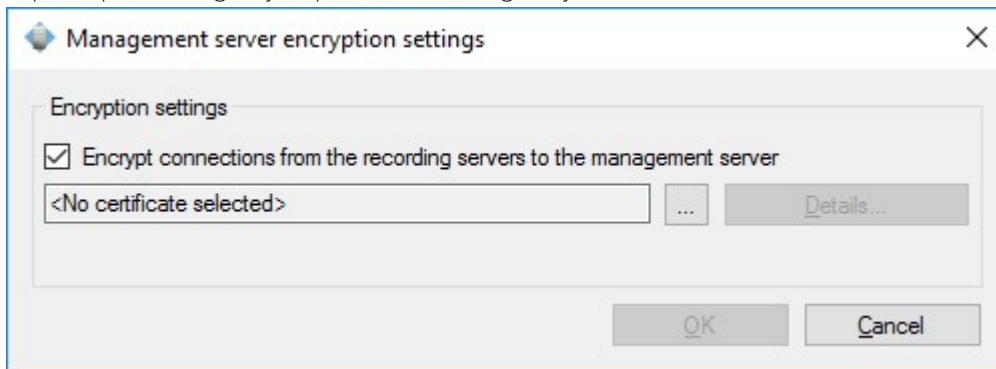 Management server encryption settings
Encryption settings
Encrypt connections from the recording servers to the management server
<No certificate selected>
...
Details...
OK
Cancel